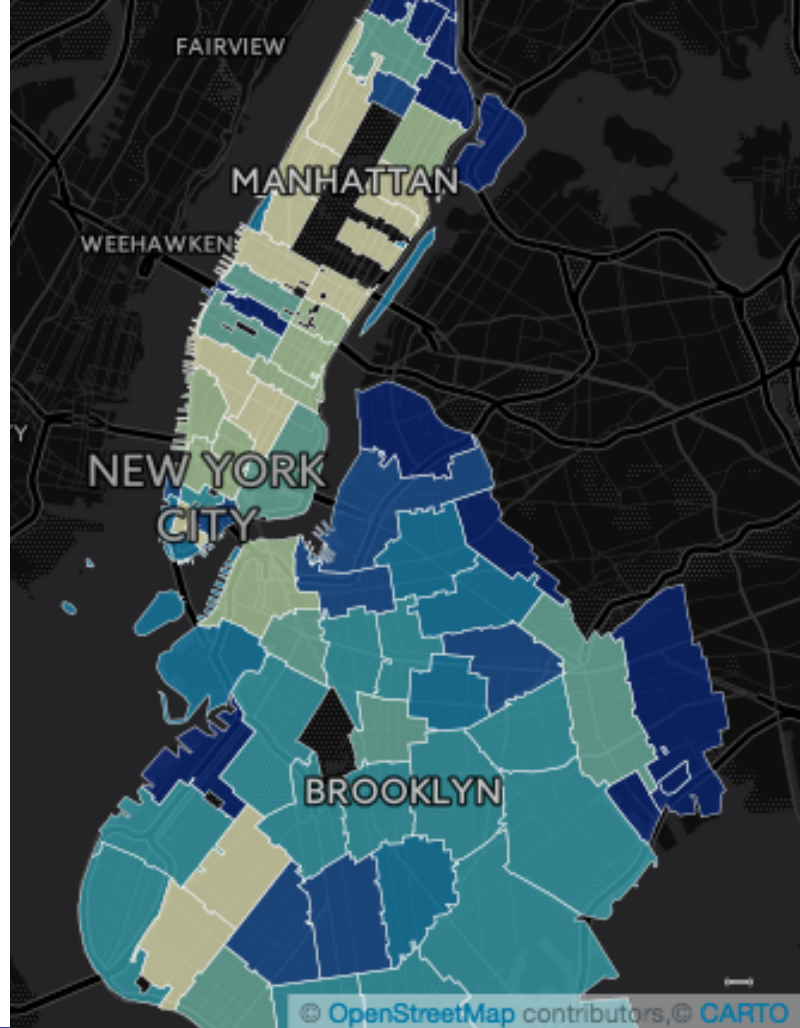 FAIRVIEW
MANHATTAN
WEEHAWKEN
Y
NEW YORK
CITY
BROOKLYN
© OpenStreetMap contributors,© CARTO